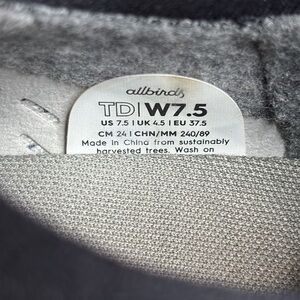 allbirds
TD|W7.5
US 7.5 | UK 4.5 | EU 37.5
CM 24 | CHN/MM 240/89
Made in China from sustainably
harvested trees. Wash on